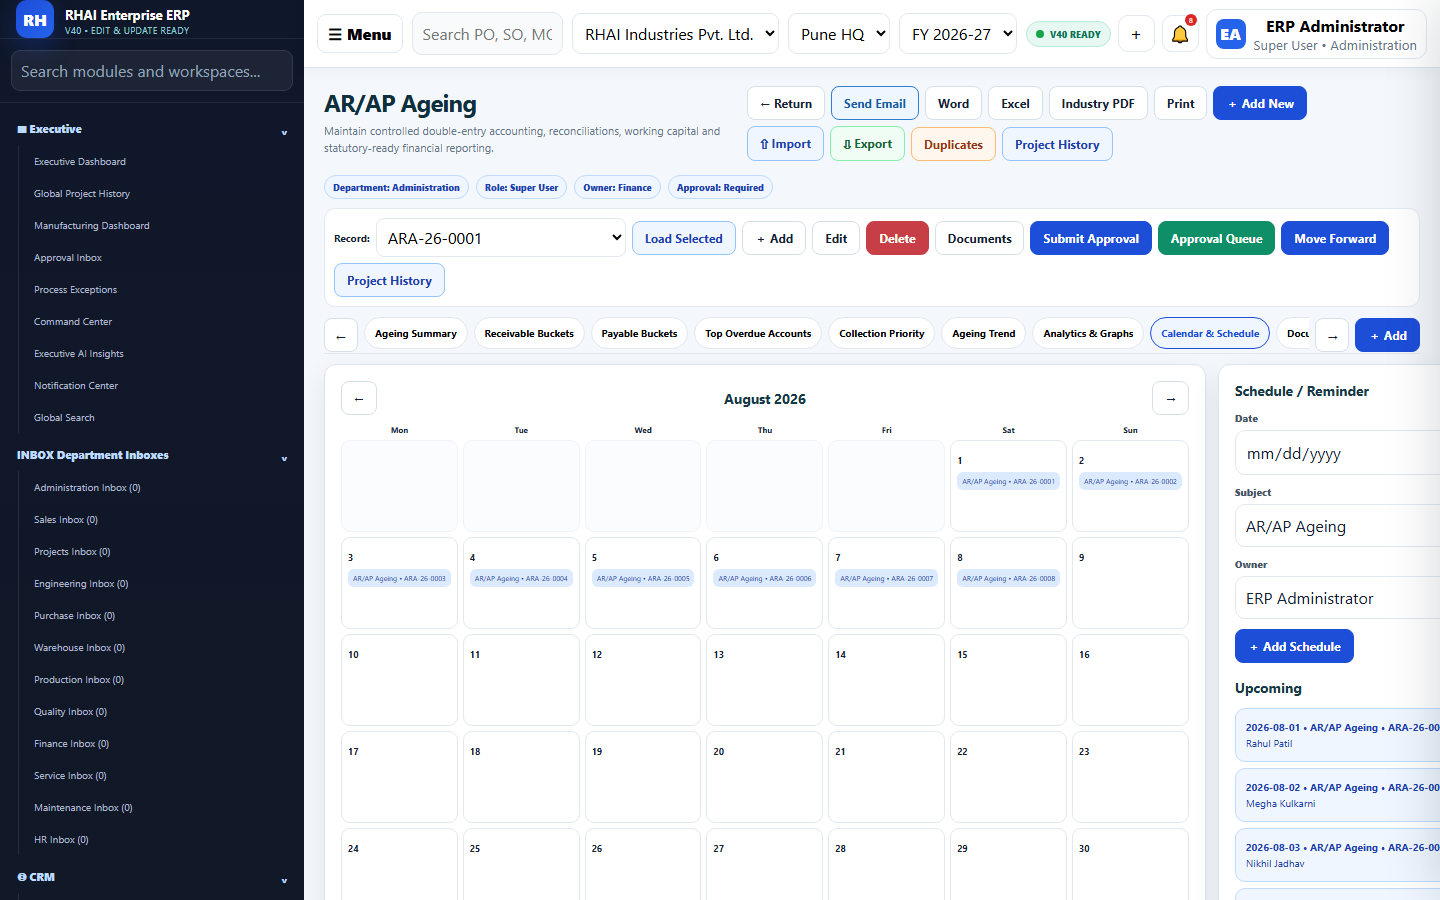 RH
RHAI Enterprise ERP
V40 • EDIT & UPDATE READY
Search modules and workspaces...
Executive
Executive Dashboard
Global Project History
Manufacturing Dashboard
Approval Inbox
Process Exceptions
Command Center
Executive AI Insights
Notification Center
Global Search
INBOX Department Inboxes
Administration Inbox (0)
Sales Inbox (0)
Projects Inbox (0)
Engineering Inbox (0)
Purchase Inbox (0)
Warehouse Inbox (0)
Production Inbox (0)
Quality Inbox (0)
Finance Inbox (0)
Service Inbox (0)
Maintenance Inbox (0)
HR Inbox (0)
CRM
☰ Menu
Search PO, SO, MO
RHAI Industries Pvt. Ltd.
Pune HQ
FY 2026-27
V40 READY
+
8
EA
ERP Administrator
Super User • Administration
AR/AP Ageing
Maintain controlled double-entry accounting, reconciliations, working capital and
statutory-ready financial reporting.
← Return
Send Email
Word
Excel
Industry PDF
Print
+ Add New
⇧ Import
⇩ Export
Duplicates
Project History
Department: Administration
Role: Super User
Owner: Finance
Approval: Required
Record:
ARA-26-0001
Load Selected
+ Add
Edit
Delete
Documents
Submit Approval
Approval Queue
Move Forward
Project History
←
Ageing Summary
Receivable Buckets
Payable Buckets
Top Overdue Accounts
Collection Priority
Ageing Trend
Analytics & Graphs
Calendar & Schedule
Docu
→
+ Add
←
August 2026
→
Mon Tue Wed Thu Fri Sat Sun
1 2
AR/AP Ageing • ARA-26-0001 AR/AP Ageing • ARA-26-0002
3 4 5 6 7 8 9
AR/AP Ageing • ARA-26-0003 AR/AP Ageing • ARA-26-0004 AR/AP Ageing • ARA-26-0005 AR/AP Ageing • ARA-26-0006 AR/AP Ageing • ARA-26-0007 AR/AP Ageing • ARA-26-0008
10 11 12 13 14 15 16
17 18 19 20 21 22 23
24 25 26 27 28 29 30
Schedule / Reminder
Date
mm/dd/yyyy
Subject
AR/AP Ageing
Owner
ERP Administrator
+ Add Schedule
Upcoming
2026-08-01 • AR/AP Ageing • ARA-26-00
Rahul Patil
2026-08-02 • AR/AP Ageing • ARA-26-00
Megha Kulkarni
2026-08-03 • AR/AP Ageing • ARA-26-00
Nikhil Jadhav